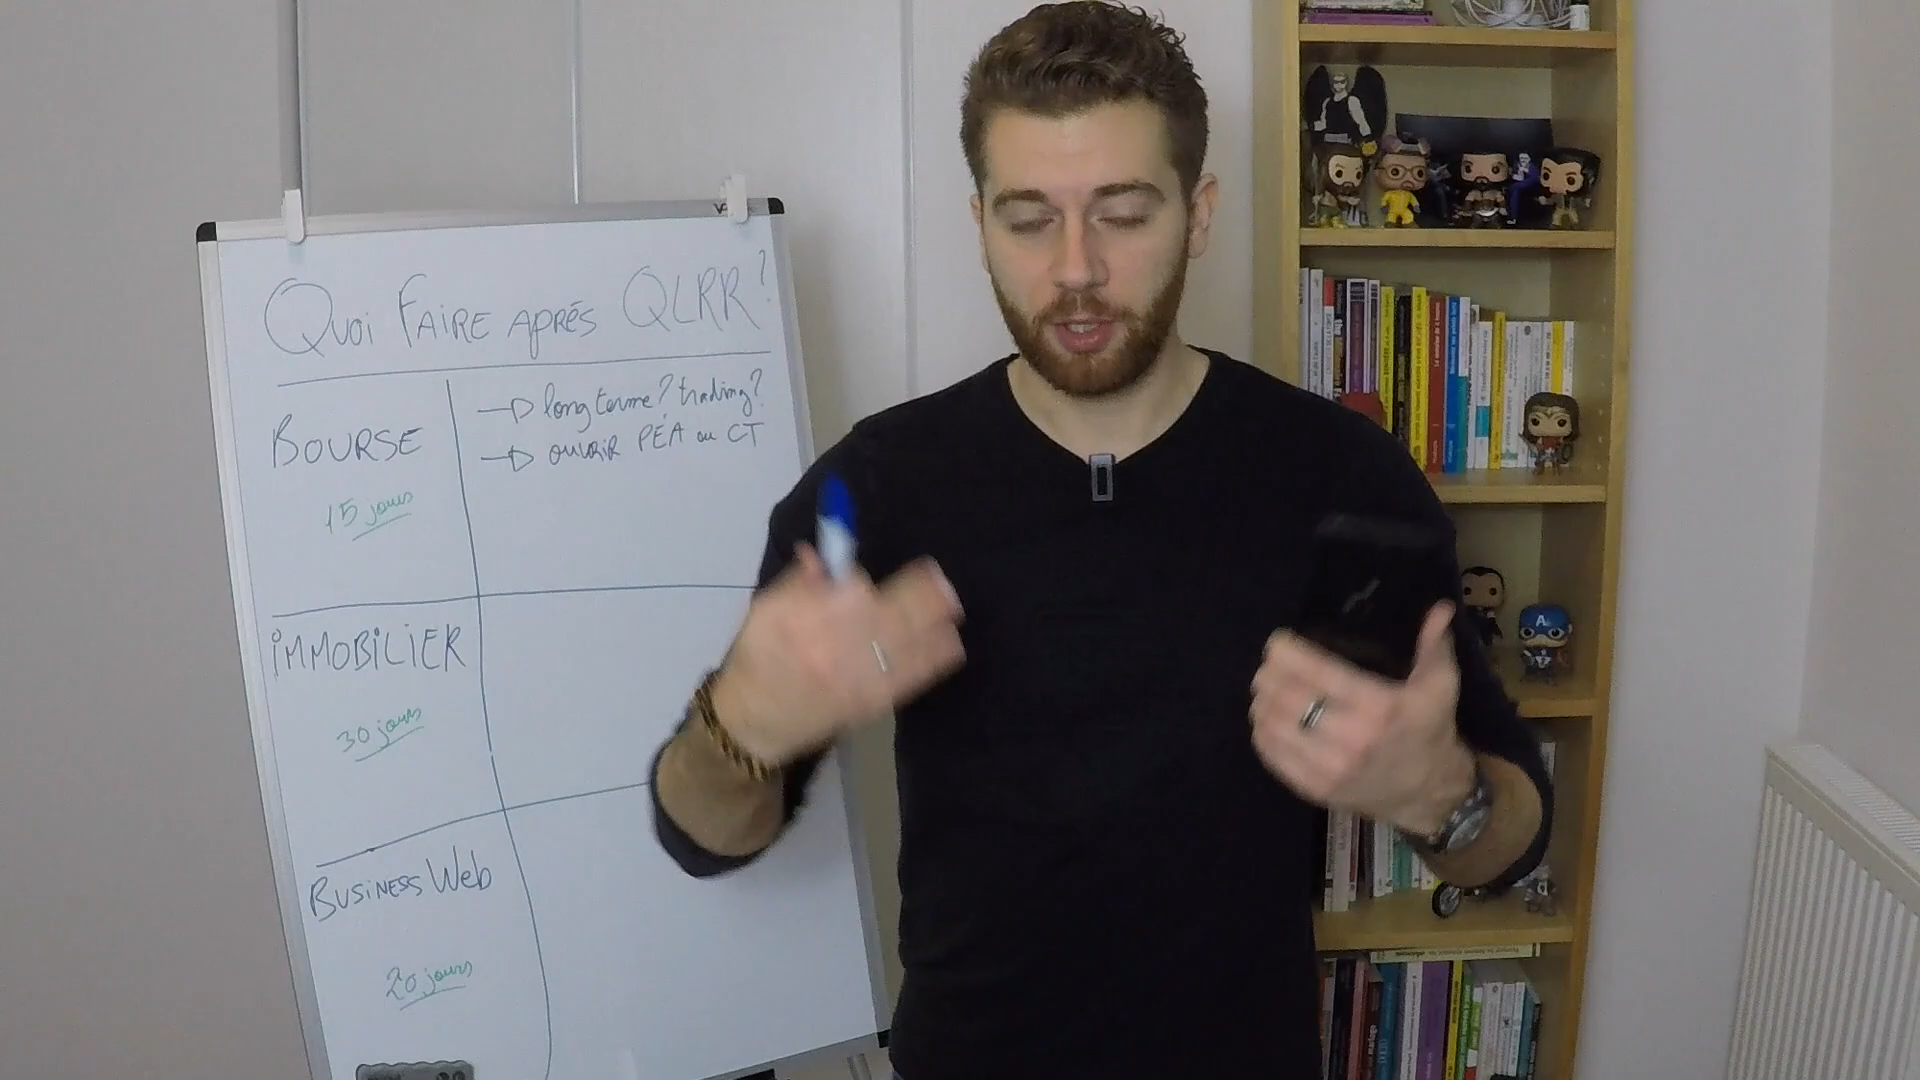 Quoi FAIRE APRÈS QLRR?
BOURSE
15 jours
→ long terme? trading?
→ OUVRIR PÉA ou CT
iMMOBiLiER
30 jours
BUSiNESS Web
20 jours